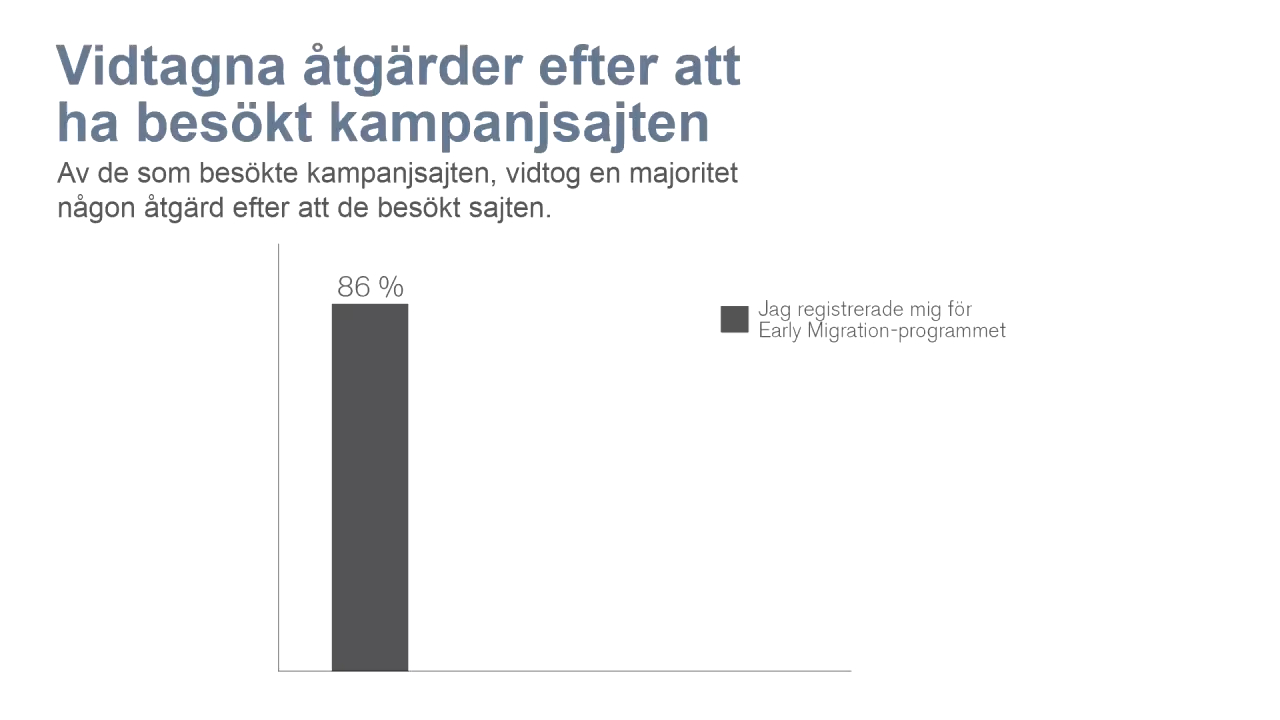 Vidtagna åtgärder efter att
ha besökt kampanjsajten
Av de som besökte kampanjsajten, vidtog en majoritet
någon åtgärd efter att de besökt sajten.
86 %
Jag registrerade mig för
Early Migration-programmet